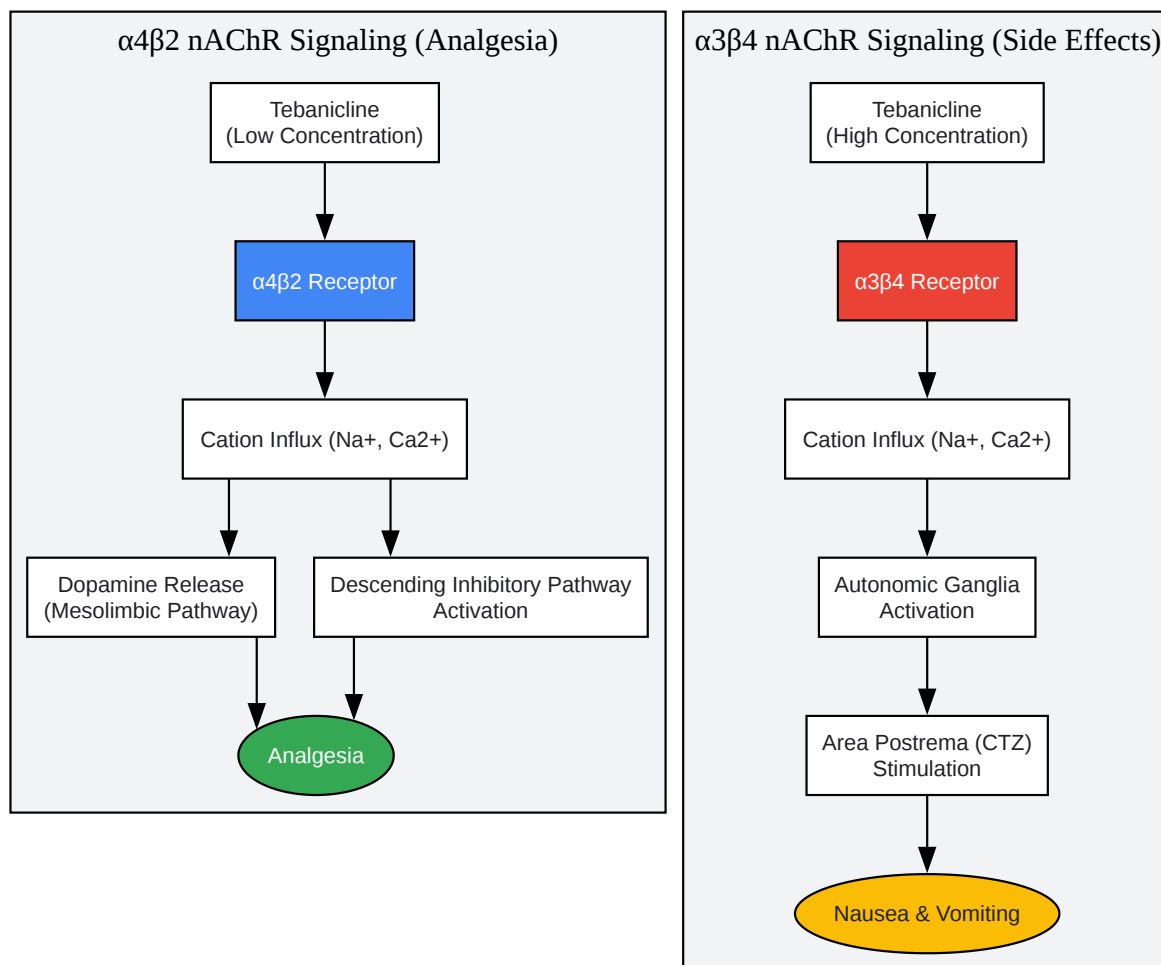 α4β2 nAChR Signaling (Analgesia)
Tebanicline
(Low Concentration)
α4β2 Receptor
Cation Influx (Na+, Ca2+)
Dopamine Release
(Mesolimbic Pathway)
Descending Inhibitory Pathway
Activation
Analgesia
α3β4 nAChR Signaling (Side Effects)
Tebanicline
(High Concentration)
α3β4 Receptor
Cation Influx (Na+, Ca2+)
Autonomic Ganglia
Activation
Area Postrema (CTZ)
Stimulation
Nausea & Vomiting